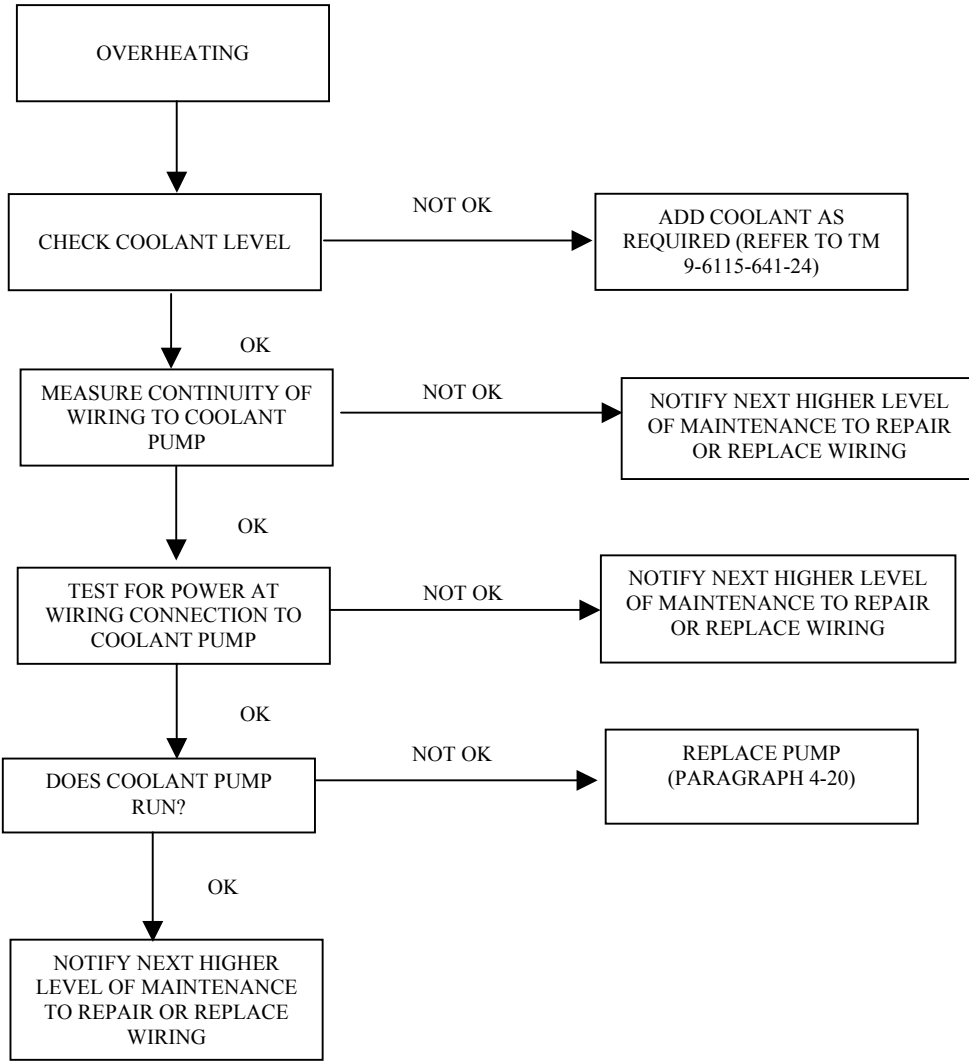 OVERHEATING
CHECK COOLANT LEVEL
NOT OK
ADD COOLANT AS
REQUIRED (REFER TO TM
9-6115-641-24)
OK
MEASURE CONTINUITY OF
WIRING TO COOLANT
PUMP
NOT OK
NOTIFY NEXT HIGHER LEVEL
OF MAINTENANCE TO REPAIR
OR REPLACE WIRING
OK
TEST FOR POWER AT
WIRING CONNECTION TO
COOLANT PUMP
NOT OK
NOTIFY NEXT HIGHER LEVEL
OF MAINTENANCE TO REPAIR
OR REPLACE WIRING
OK
DOES COOLANT PUMP
RUN?
NOT OK
REPLACE PUMP
(PARAGRAPH 4-20)
OK
NOTIFY NEXT HIGHER
LEVEL OF MAINTENANCE
TO REPAIR OR REPLACE
WIRING